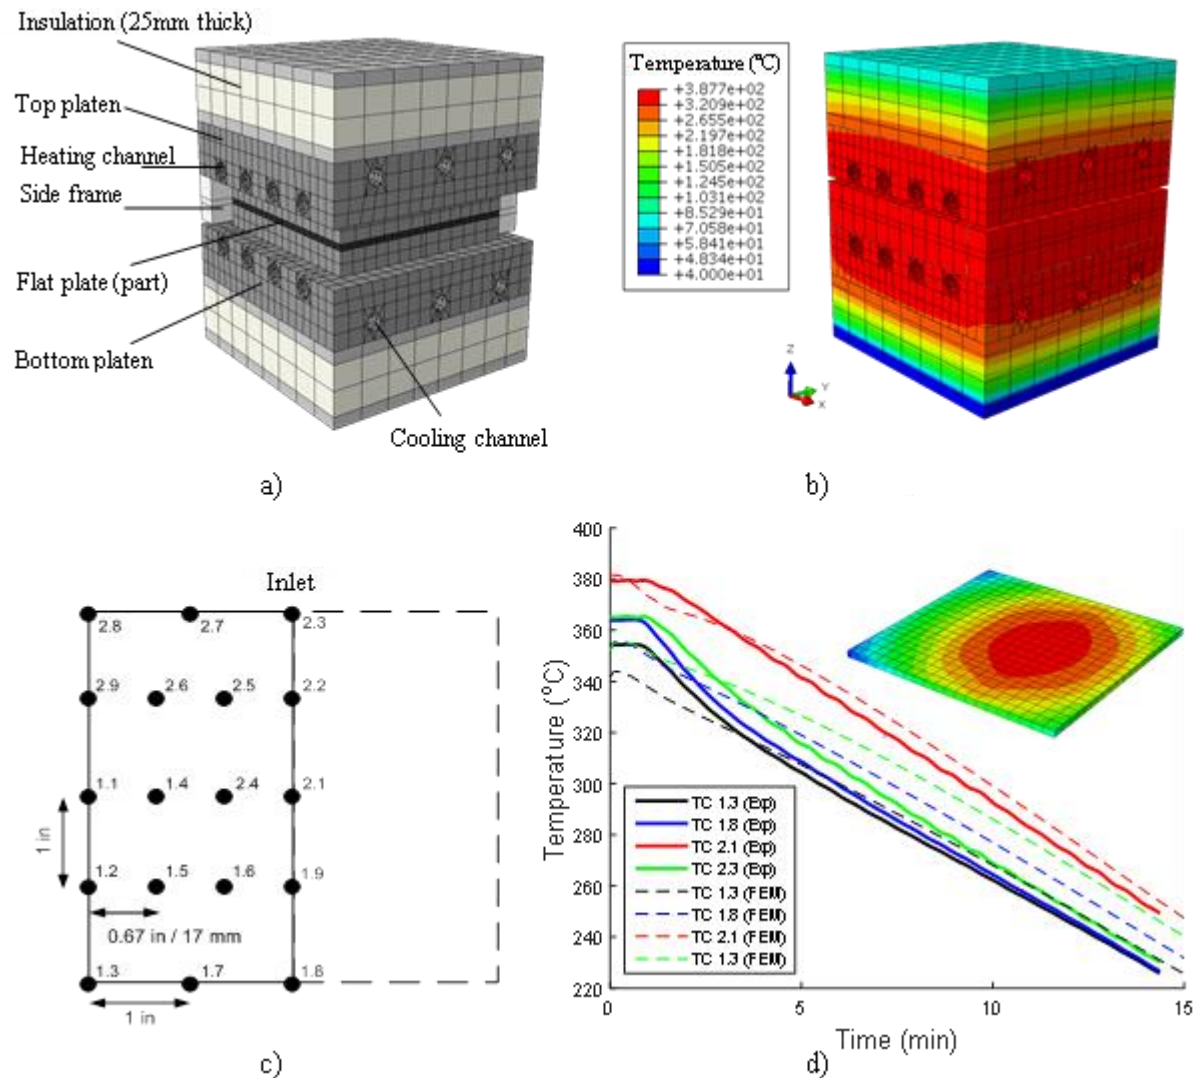 Insulation (25mm thick)
Top platen
Heating channel
Side frame
Flat plate (part)
Bottom platen
Cooling channel
a)
Temperature (°C)
+3.877e+02
+3.209e+02
+2.655e+02
+2.197e+02
+1.818e+02
+1.505e+02
+1.245e+02
+1.031e+02
+8.529e+01
+7.058e+01
+5.841e+01
+4.834e+01
+4.000e+01
Z
Y
X
b)
Inlet
2.8 2.7 2.3
2.9 2.6 2.5 2.2
1.1 1.4 2.4 2.1
1 in
1.2 1.5 1.6 1.9
0.67 in / 17 mm
1.3 1.7 1.8
1 in
c)
Temperature (°C)
400
380
360
340
320
300
280
260
240
220
TC 1.3 (Exp)
TC 1.8 (Exp)
TC 2.1 (Exp)
TC 2.3 (Exp)
TC 1.3 (FEM)
TC 1.8 (FEM)
TC 2.1 (FEM)
TC 1.3 (FEM)
0 5 10 15
Time (min)
d)